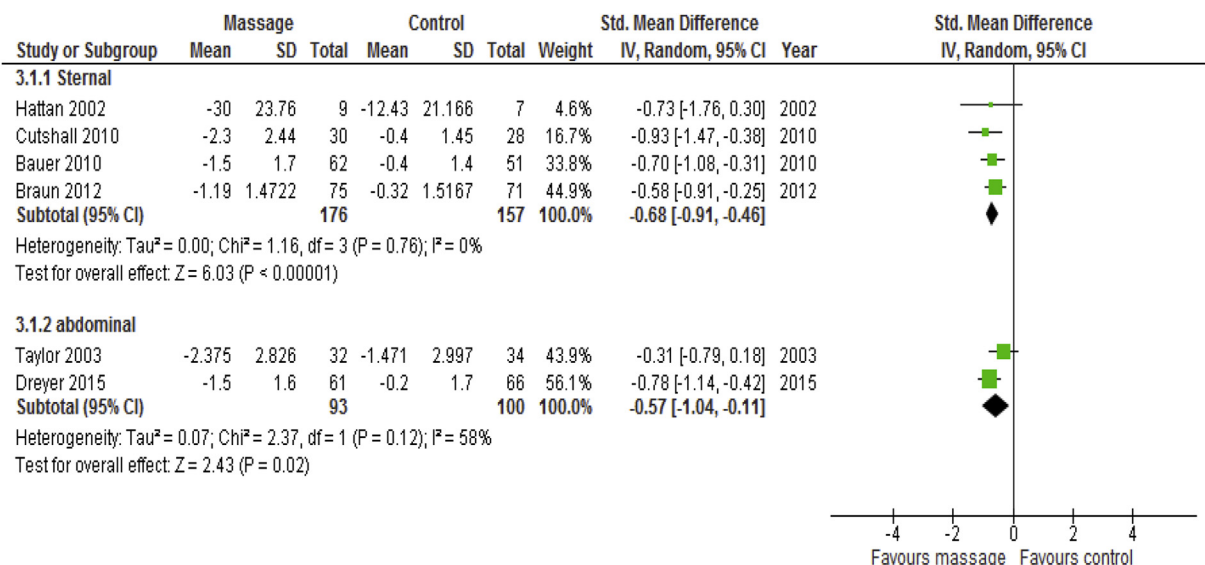 Massage Control Std. Mean Difference Std. Mean Difference
Study or Subgroup Mean SD Total Mean SD Total Weight IV, Random, 95% CI Year IV, Random, 95% CI
3.1.1 Sternal
Hattan 2002 -30 23.76 9 -12.43 21.166 7 4.6% -0.73 [-1.76, 0.30] 2002
Cutshall 2010 -2.3 2.44 30 -0.4 1.45 28 16.7% -0.93 [-1.47, -0.38] 2010
Bauer 2010 -1.5 1.7 62 -0.4 1.4 51 33.8% -0.70 [-1.08, -0.31] 2010
Braun 2012 -1.19 1.4722 75 -0.32 1.5167 71 44.9% -0.58 [-0.91, -0.25] 2012
Subtotal (95% CI) 176 157 100.0% -0.68 [-0.91, -0.46]
Heterogeneity: Tau² = 0.00; Chi² = 1.16, df = 3 (P = 0.76); I² = 0%
Test for overall effect: Z = 6.03 (P < 0.00001)
3.1.2 abdominal
Taylor 2003 -2.375 2.826 32 -1.471 2.997 34 43.9% -0.31 [-0.79, 0.18] 2003
Dreyer 2015 -1.5 1.6 61 -0.2 1.7 66 56.1% -0.78 [-1.14, -0.42] 2015
Subtotal (95% CI) 93 100 100.0% -0.57 [-1.04, -0.11]
Heterogeneity: Tau² = 0.07; Chi² = 2.37, df = 1 (P = 0.12); I² = 58%
Test for overall effect: Z = 2.43 (P = 0.02)
-4 -2 0 2 4
Favours massage Favours control